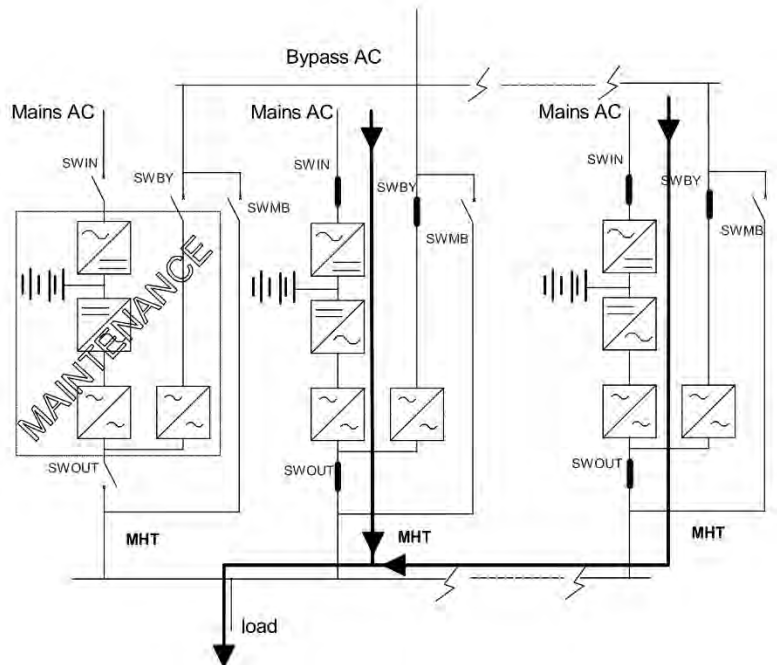 Bypass AC
Mains AC
Mains AC
Mains AC
SWIN
SWBY
SWMB
SWIN
SWBY
SWMB
SWIN
SWBY
SWMB
MAINTENANCE
SWOUT
SWOUT
SWOUT
MHT
MHT
MHT
load